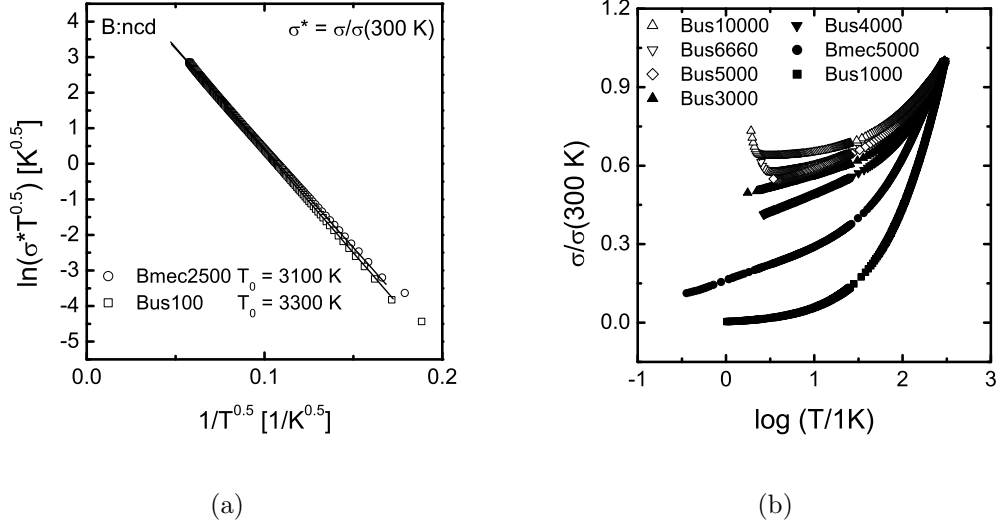 B:ncd
σ* = σ/σ(300 K)
4
3
2
1
0
-1
-2
-3
-4
-5
ln(σ*T^0.5) [K^0.5]
Bmec2500 T_0 = 3100 K
Bus100 T_0 = 3300 K
0.0 0.1 0.2
1/T^0.5 [1/K^0.5]
(a)
1.2
0.9
0.6
0.3
0.0
σ/σ(300 K)
Bus10000 Bus4000
Bus6660 Bmec5000
Bus5000 Bus1000
Bus3000
-1 0 1 2 3
log (T/1K)
(b)